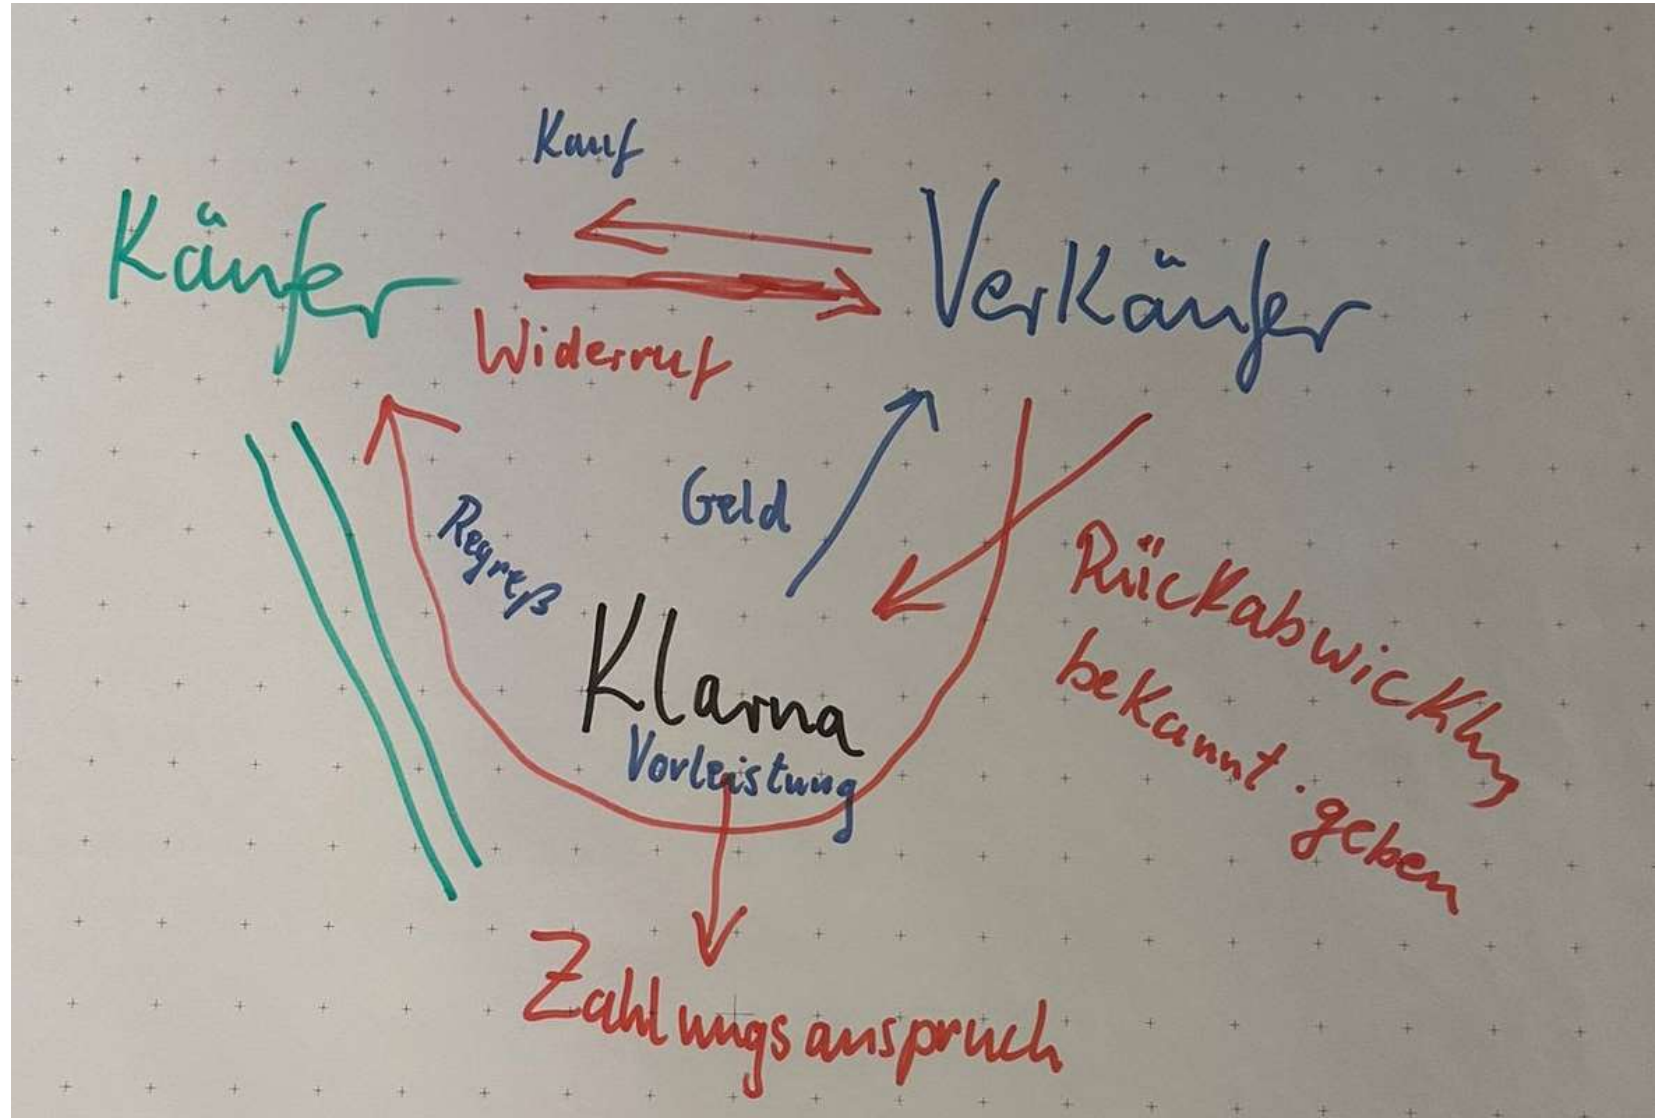 Kauf
Käufer
Verkäufer
Widerruf
Geld
Regreß
Klarna
Vorleistung
Rückabwicklung
bekannt geben
Zahlungsanspruch